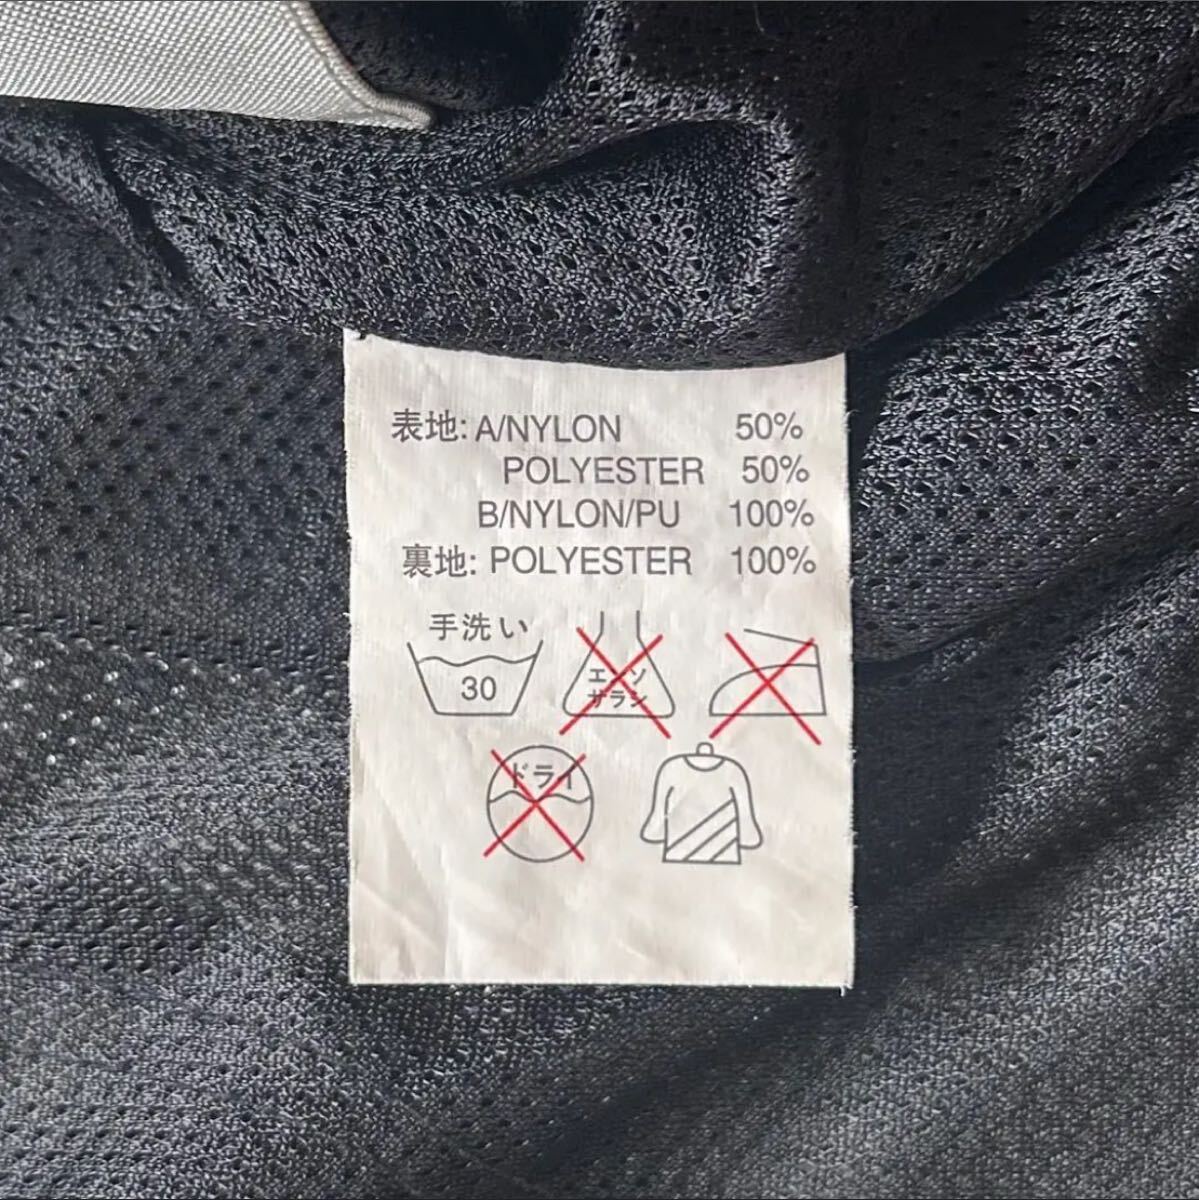 表地: A/NYLON 50%
POLYESTER 50%
B/NYLON/PU 100%
裏地: POLYESTER 100%
手洗い
30
エンソ
サラシ
ドライ